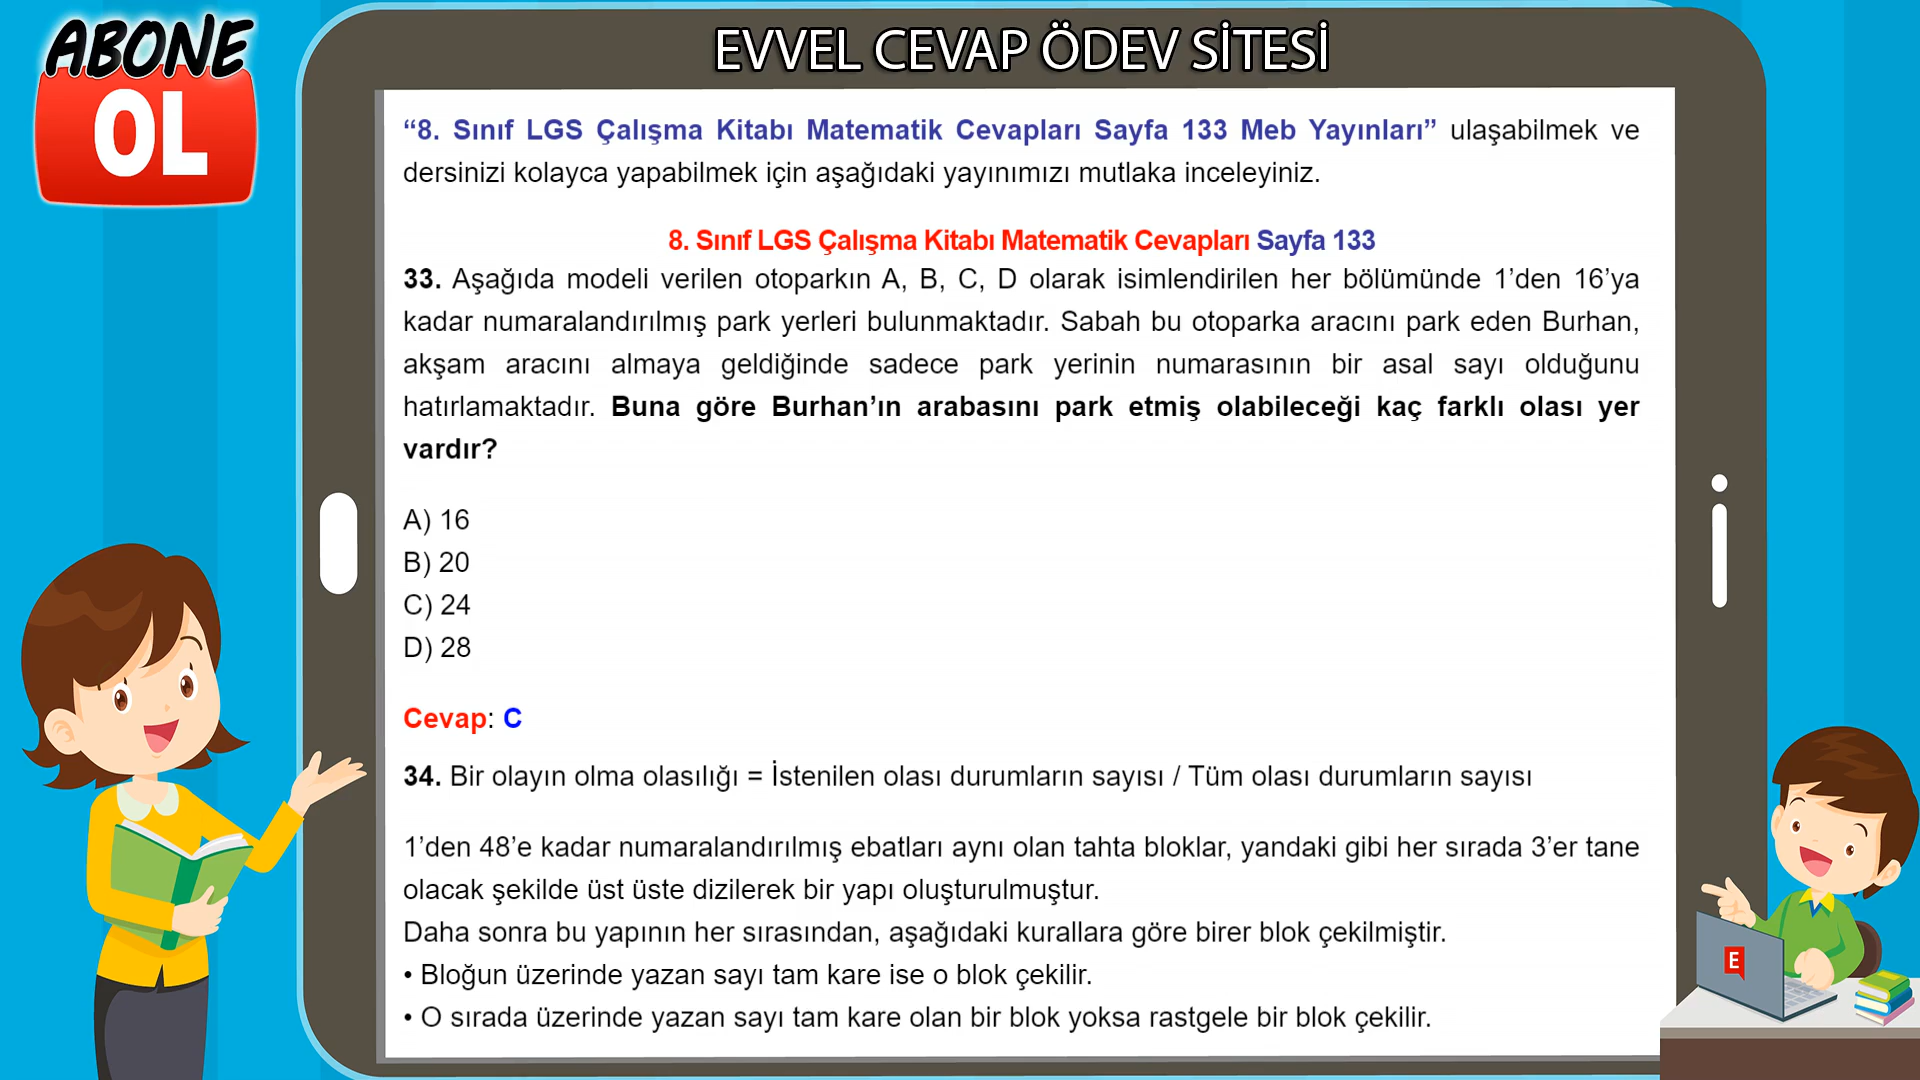 ABONE
OL
EVVEL CEVAP ÖDEV SİTESİ
“8. Sınıf LGS Çalışma Kitabı Matematik Cevapları Sayfa 133 Meb Yayınları” ulaşabilmek ve
dersinizi kolayca yapabilmek için aşağıdaki yayınımızı mutlaka inceleyiniz.
8. Sınıf LGS Çalışma Kitabı Matematik Cevapları Sayfa 133
33. Aşağıda modeli verilen otoparkın A, B, C, D olarak isimlendirilen her bölümünde 1’den 16’ya
kadar numaralandırılmış park yerleri bulunmaktadır. Sabah bu otoparka aracını park eden Burhan,
akşam aracını almaya geldiğinde sadece park yerinin numarasının bir asal sayı olduğunu
hatırlamaktadır. Buna göre Burhan’ın arabasını park etmiş olabileceği kaç farklı olası yer
vardır?
A) 16
B) 20
C) 24
D) 28
Cevap: C
34. Bir olayın olma olasılığı = İstenilen olası durumların sayısı / Tüm olası durumların sayısı
1’den 48’e kadar numaralandırılmış ebatları aynı olan tahta bloklar, yandaki gibi her sırada 3’er tane
olacak şekilde üst üste dizilerek bir yapı oluşturulmuştur.
Daha sonra bu yapının her sırasından, aşağıdaki kurallara göre birer blok çekilmiştir.
• Bloğun üzerinde yazan sayı tam kare ise o blok çekilir.
• O sırada üzerinde yazan sayı tam kare olan bir blok yoksa rastgele bir blok çekilir.
E